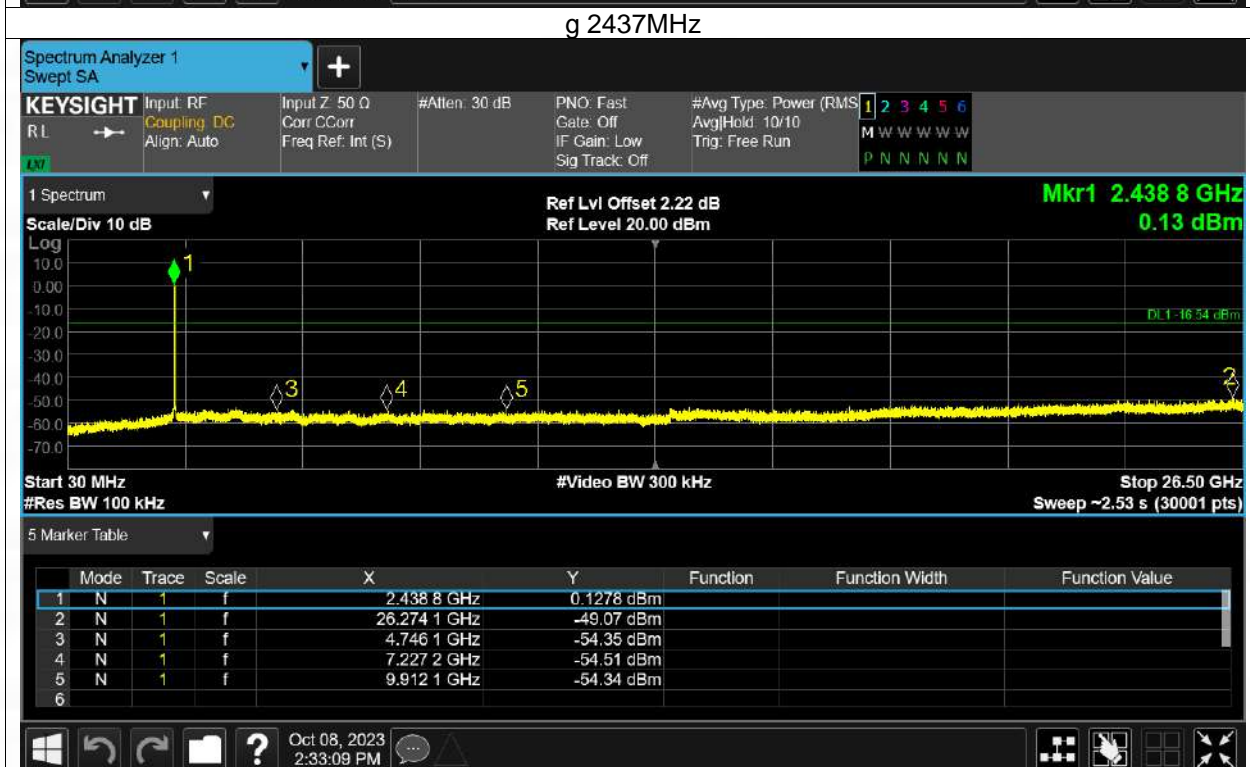 g 2437MHz
Spectrum Analyzer 1
Swept SA
+
KEYSIGHT Input: RF Input Z: 50 Ω #Atten: 30 dB PNO: Fast #Avg Type: Power (RMS 1 2 3 4 5 6
RL Coupling: DC Corr CCorr Gate: Off Avg|Hold: 10/10 M W W W W W
Align: Auto Freq Ref: Int (S) IF Gain: Low Trig: Free Run
LXI Sig Track: Off P N N N N N
1 Spectrum Ref Lvl Offset 2.22 dB Mkr1 2.438 8 GHz
Scale/Div 10 dB Ref Level 20.00 dBm 0.13 dBm
Log
10.0 1
0.00
-10.0 DL1 -16.54 dBm
-20.0
-30.0
-40.0 3 4 5 2
-50.0
-60.0
-70.0
Start 30 MHz #Video BW 300 kHz Stop 26.50 GHz
#Res BW 100 kHz Sweep ~2.53 s (30001 pts)
5 Marker Table
Mode Trace Scale X Y Function Function Width Function Value
1 N 1 f 2.438 8 GHz 0.1278 dBm
2 N 1 f 26.274 1 GHz -49.07 dBm
3 N 1 f 4.746 1 GHz -54.35 dBm
4 N 1 f 7.227 2 GHz -54.51 dBm
5 N 1 f 9.912 1 GHz -54.34 dBm
6
? Oct 08, 2023
2:33:09 PM